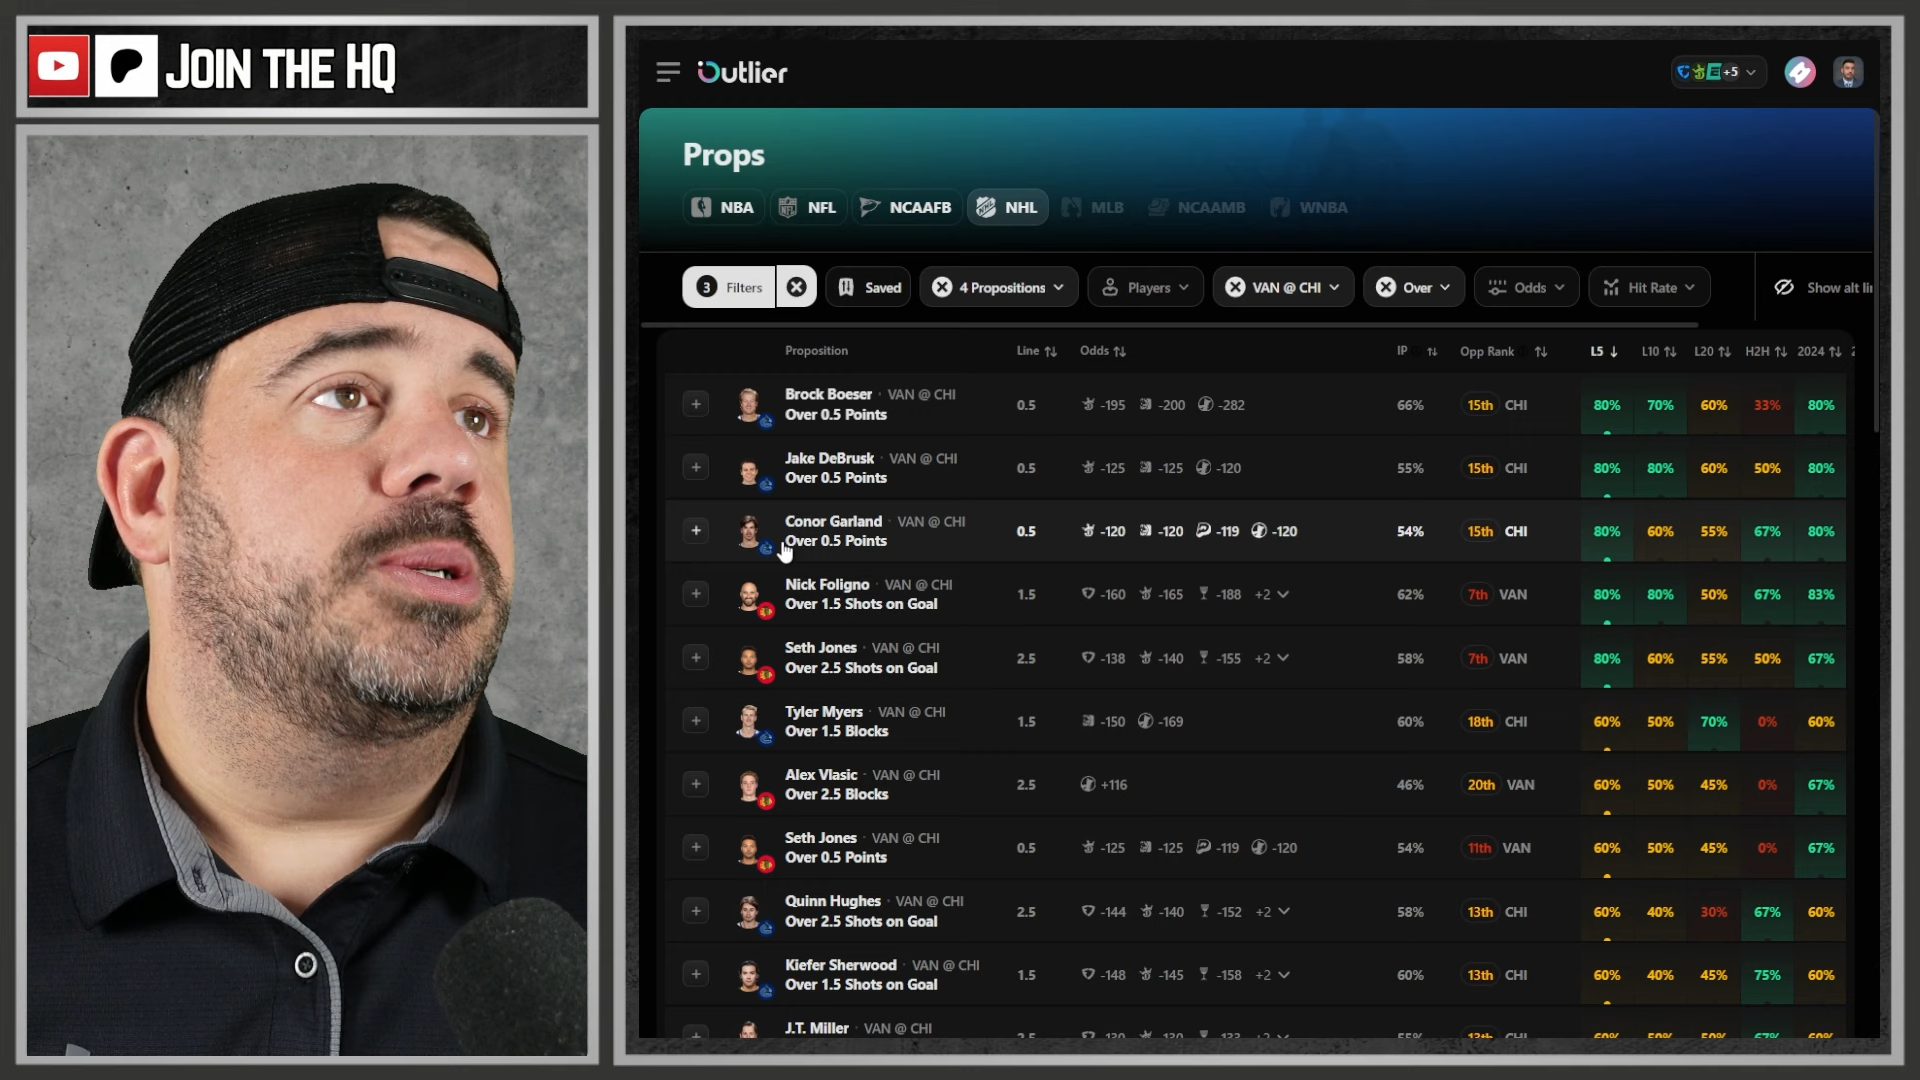 JOIN THE HQ
Outlier
+5
Props
NBA
NFL
NCAAFB
NHL
MLB
NCAAMB
WNBA
3 Filters
Saved
4 Propositions
Players
VAN @ CHI
Over
Odds
Hit Rate
Show alt li
Proposition Line Odds IP Opp Rank L5 L10 L20 H2H 2024
Brock Boeser · VAN @ CHI
Over 0.5 Points
0.5 -195 -200 -282 66% 15th CHI 80% 70% 60% 33% 80%
Jake DeBrusk · VAN @ CHI
Over 0.5 Points
0.5 -125 -125 -120 55% 15th CHI 80% 80% 60% 50% 80%
Conor Garland · VAN @ CHI
Over 0.5 Points
0.5 -120 -120 -119 -120 54% 15th CHI 80% 60% 55% 67% 80%
Nick Foligno · VAN @ CHI
Over 1.5 Shots on Goal
1.5 -160 -165 -188 +2 62% 7th VAN 80% 80% 50% 67% 83%
Seth Jones · VAN @ CHI
Over 2.5 Shots on Goal
2.5 -138 -140 -155 +2 58% 7th VAN 80% 60% 55% 50% 67%
Tyler Myers · VAN @ CHI
Over 1.5 Blocks
1.5 -150 -169 60% 18th CHI 60% 50% 70% 0% 60%
Alex Vlasic · VAN @ CHI
Over 2.5 Blocks
2.5 +116 46% 20th VAN 60% 50% 45% 0% 67%
Seth Jones · VAN @ CHI
Over 0.5 Points
0.5 -125 -125 -119 -120 54% 11th VAN 60% 50% 45% 0% 67%
Quinn Hughes · VAN @ CHI
Over 2.5 Shots on Goal
2.5 -144 -140 -152 +2 58% 13th CHI 60% 40% 30% 67% 60%
Kiefer Sherwood · VAN @ CHI
Over 1.5 Shots on Goal
1.5 -148 -145 -158 +2 60% 13th CHI 60% 40% 45% 75% 60%
J.T. Miller · VAN @ CHI